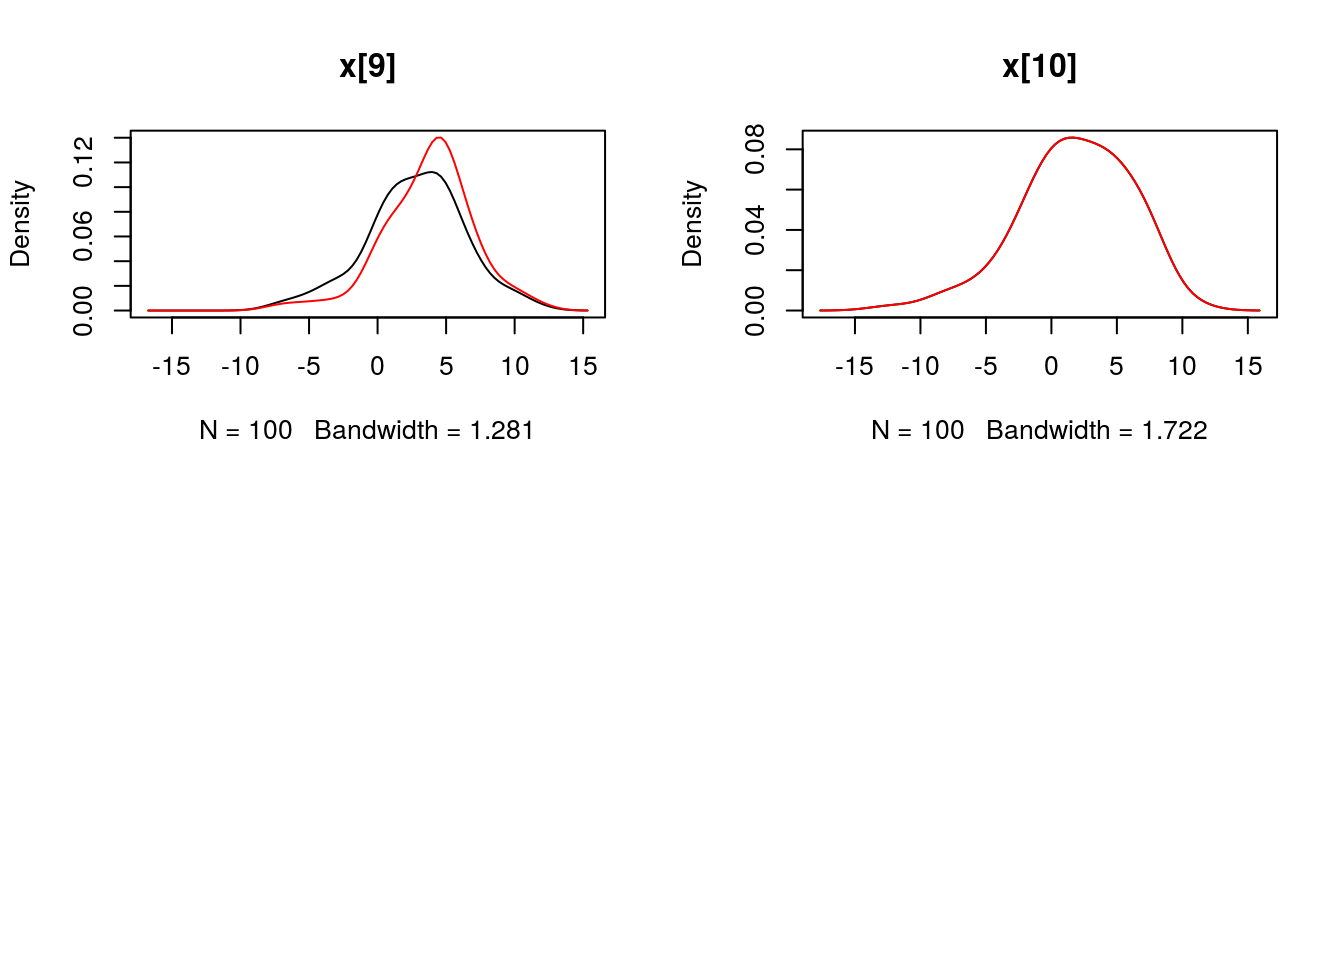 x[9]
Density
0.00 0.06 0.12
-15 -10 -5 0 5 10 15
N = 100 Bandwidth = 1.281
x[10]
Density
0.00 0.04 0.08
-15 -10 -5 0 5 10 15
N = 100 Bandwidth = 1.722